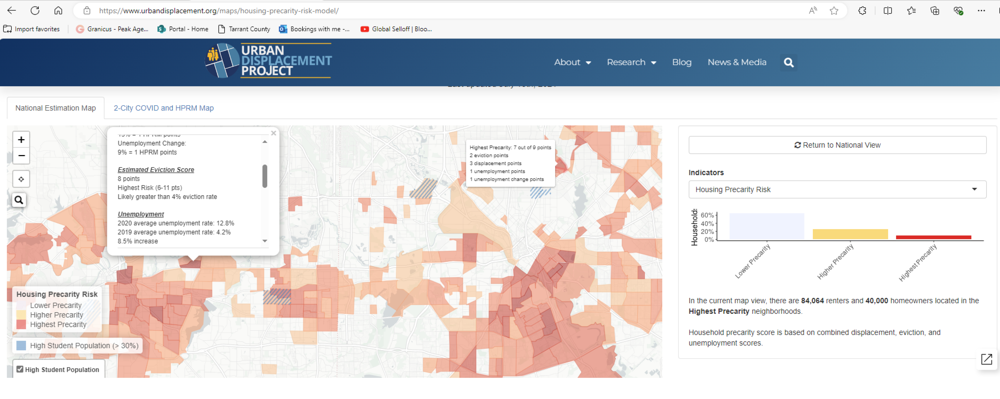 https://www.urbandisplacement.org/maps/housing-precarity-risk-model/
Import favorites
Granicus - Peak Age...
Portal - Home
Tarrant County
Bookings with me -...
Global Selloff | Bloo...
URBAN
DISPLACEMENT
PROJECT
About
Research
Blog
News & Media
National Estimation Map
2-City COVID and HPRM Map
+
−
Unemployment Change:
9% = 1 HPRM points
Estimated Eviction Score
8 points
Highest Risk (6-11 pts)
Likely greater than 4% eviction rate
Unemployment
2020 average unemployment rate: 12.8%
2019 average unemployment rate: 4.2%
8.5% increase
×
Highest Precarity: 7 out of 9 points
2 eviction points
3 displacement points
1 unemployment points
1 unemployment change points
Housing Precarity Risk
Lower Precarity
Higher Precarity
Highest Precarity
High Student Population (> 30%)
High Student Population
Return to National View
Indicators
Housing Precarity Risk
Households
60%
40%
20%
0%
Lower Precarity
Higher Precarity
Highest Precarity
In the current map view, there are 84,064 renters and 40,000 homeowners located in the
Highest Precarity neighborhoods.
Household precarity score is based on combined displacement, eviction, and
unemployment scores.